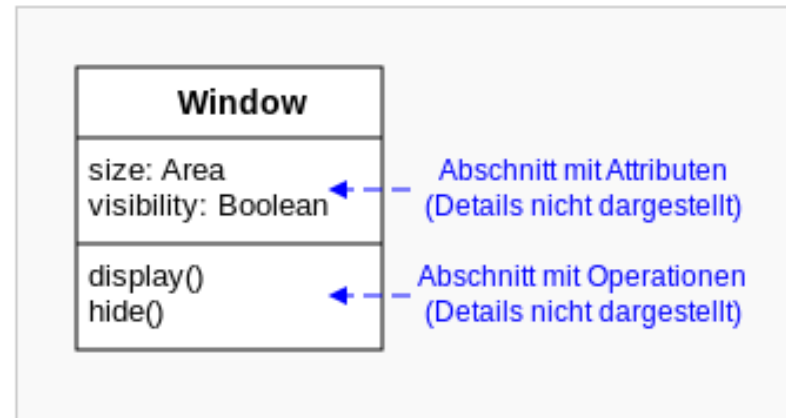 Window
size: Area
visibility: Boolean
Abschnitt mit Attributen
(Details nicht dargestellt)
display()
hide()
Abschnitt mit Operationen
(Details nicht dargestellt)